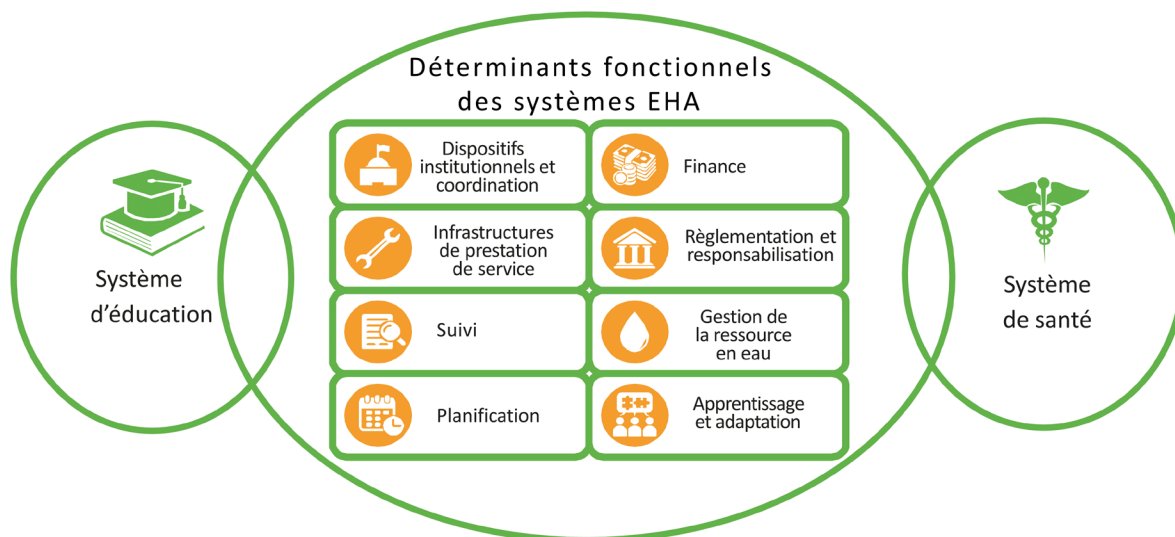 Déterminants fonctionnels
des systèmes EHA
Système
d’éducation
Dispositifs
institutionnels et
coordination
Finance
Infrastructures
de prestation
de service
Règlementation et
responsabilisation
Suivi
Gestion de
la ressource
en eau
Planification
Apprentissage
et adaptation
Système
de santé